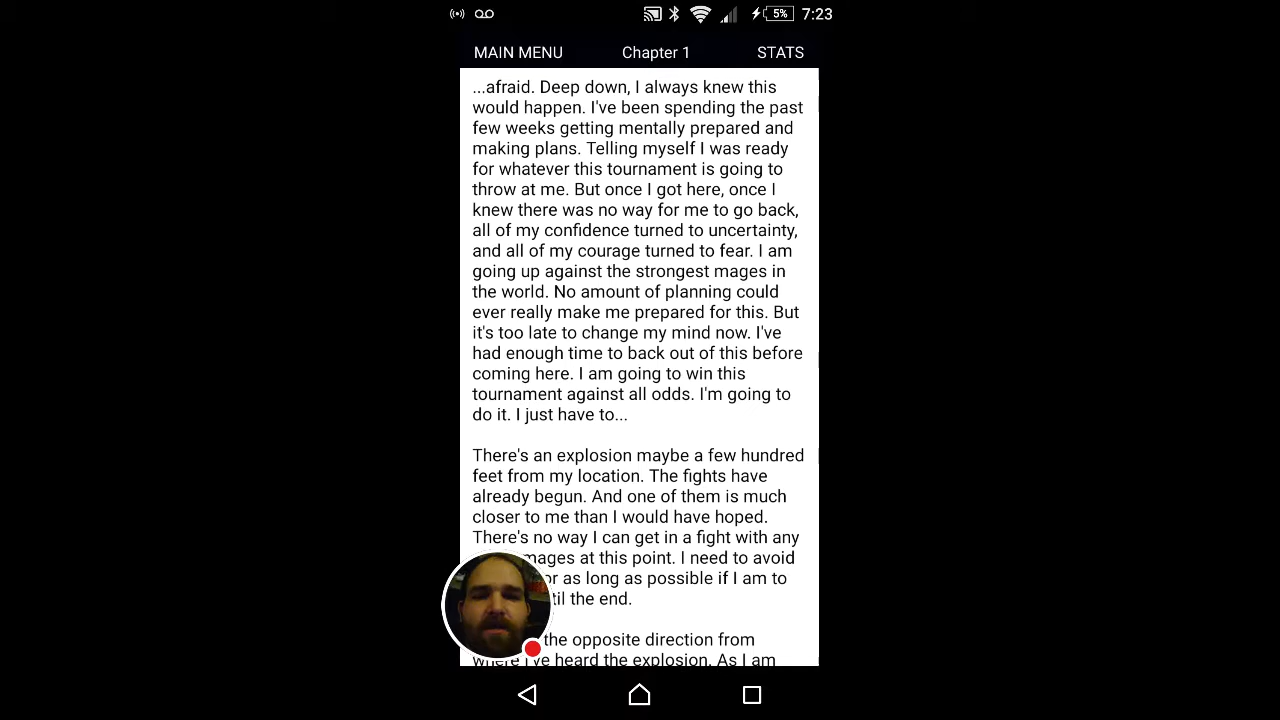 5% 7:23
MAIN MENU Chapter 1 STATS
...afraid. Deep down, I always knew this
would happen. I've been spending the past
few weeks getting mentally prepared and
making plans. Telling myself I was ready
for whatever this tournament is going to
throw at me. But once I got here, once I
knew there was no way for me to go back,
all of my confidence turned to uncertainty,
and all of my courage turned to fear. I am
going up against the strongest mages in
the world. No amount of planning could
ever really make me prepared for this. But
it's too late to change my mind now. I've
had enough time to back out of this before
coming here. I am going to win this
tournament against all odds. I'm going to
do it. I just have to...
There's an explosion maybe a few hundred
feet from my location. The fights have
already begun. And one of them is much
closer to me than I would have hoped.
There's no way I can get in a fight with any
mages at this point. I need to avoid
or as long as possible if I am to
til the end.
the opposite direction from
where I've heard the explosion. As I am